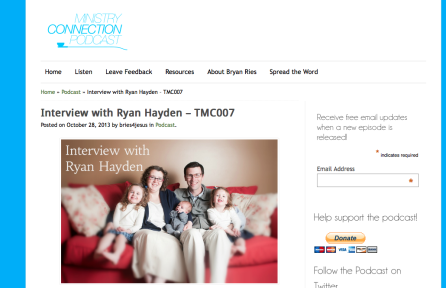 MINISTRY
CONNECTION
PODCAST
Home Listen Leave Feedback Resources About Bryan Ries Spread the Word
Home » Podcast » Interview with Ryan Hayden - TMC007
Interview with Ryan Hayden – TMC007
Posted on October 28, 2013 by bries4jesus in Podcast.
Interview with
Ryan Hayden
Receive free email updates
when a new episode is
released!
* indicates required
Email Address
*
Help support the podcast!
Donate
VISA
Follow the Podcast on
Twitter